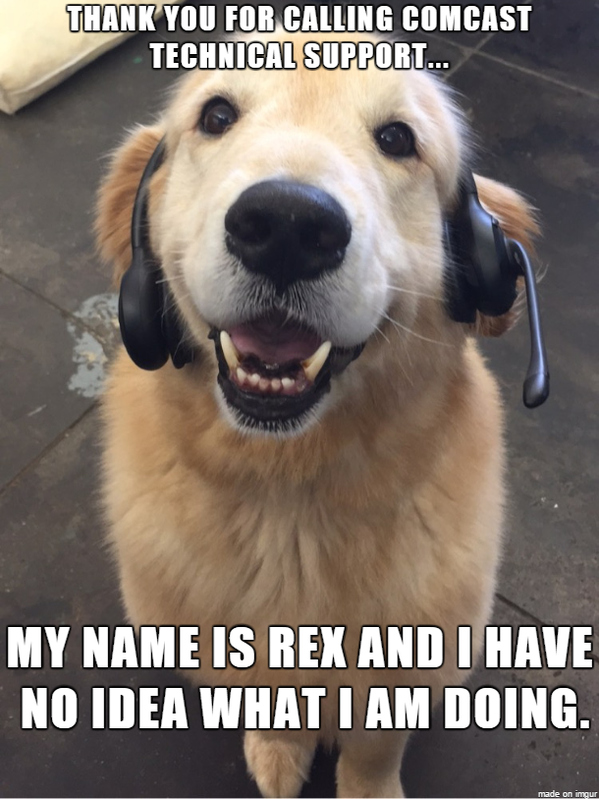 THANK YOU FOR CALLING COMCAST
TECHNICAL SUPPORT...
MY NAME IS REX AND I HAVE
NO IDEA WHAT I AM DOING.
made on imgur